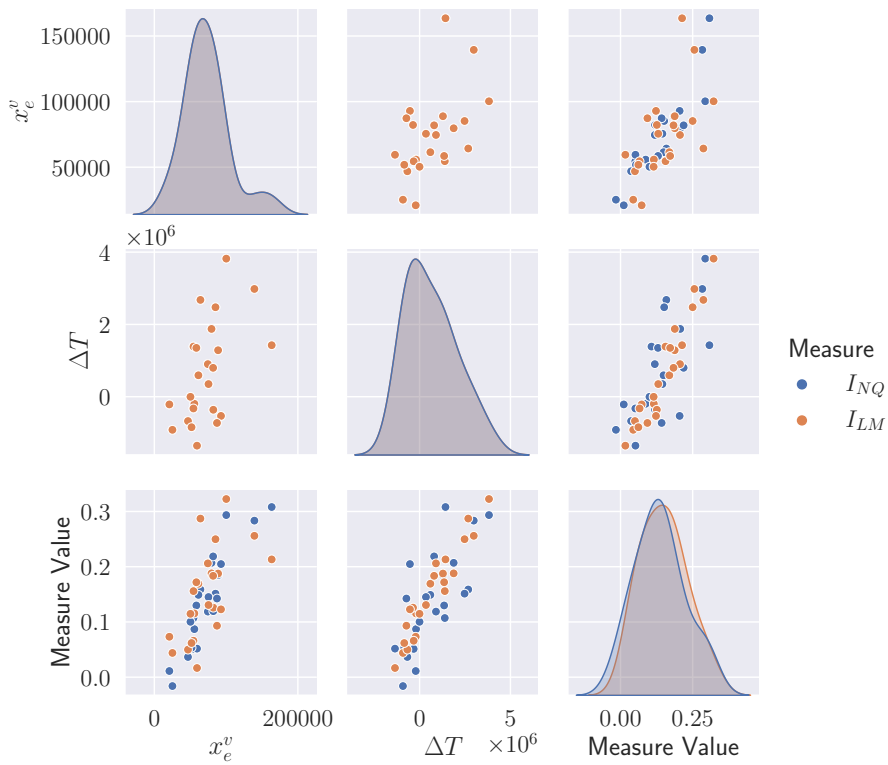 150000
100000
50000
x_e^v
×10^6
4
2
0
ΔT
Measure
I_NQ
I_LM
0.3
0.2
0.1
0.0
Measure Value
0
200000
x_e^v
0
5
×10^6
ΔT
0.00
0.25
Measure Value